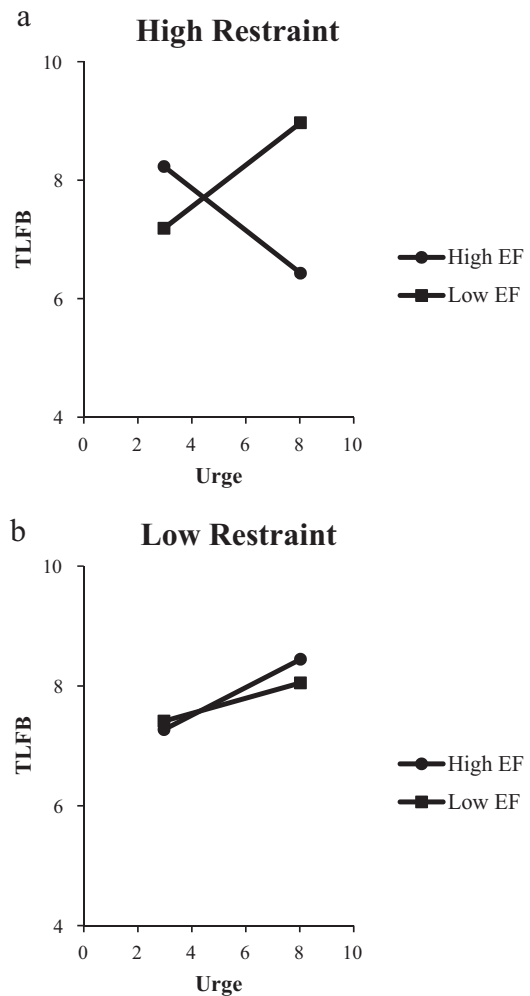 a
High Restraint
10
8
6
4
TLFB
0 2 4 6 8 10
Urge
High EF
Low EF
b
Low Restraint
10
8
6
4
TLFB
0 2 4 6 8 10
Urge
High EF
Low EF